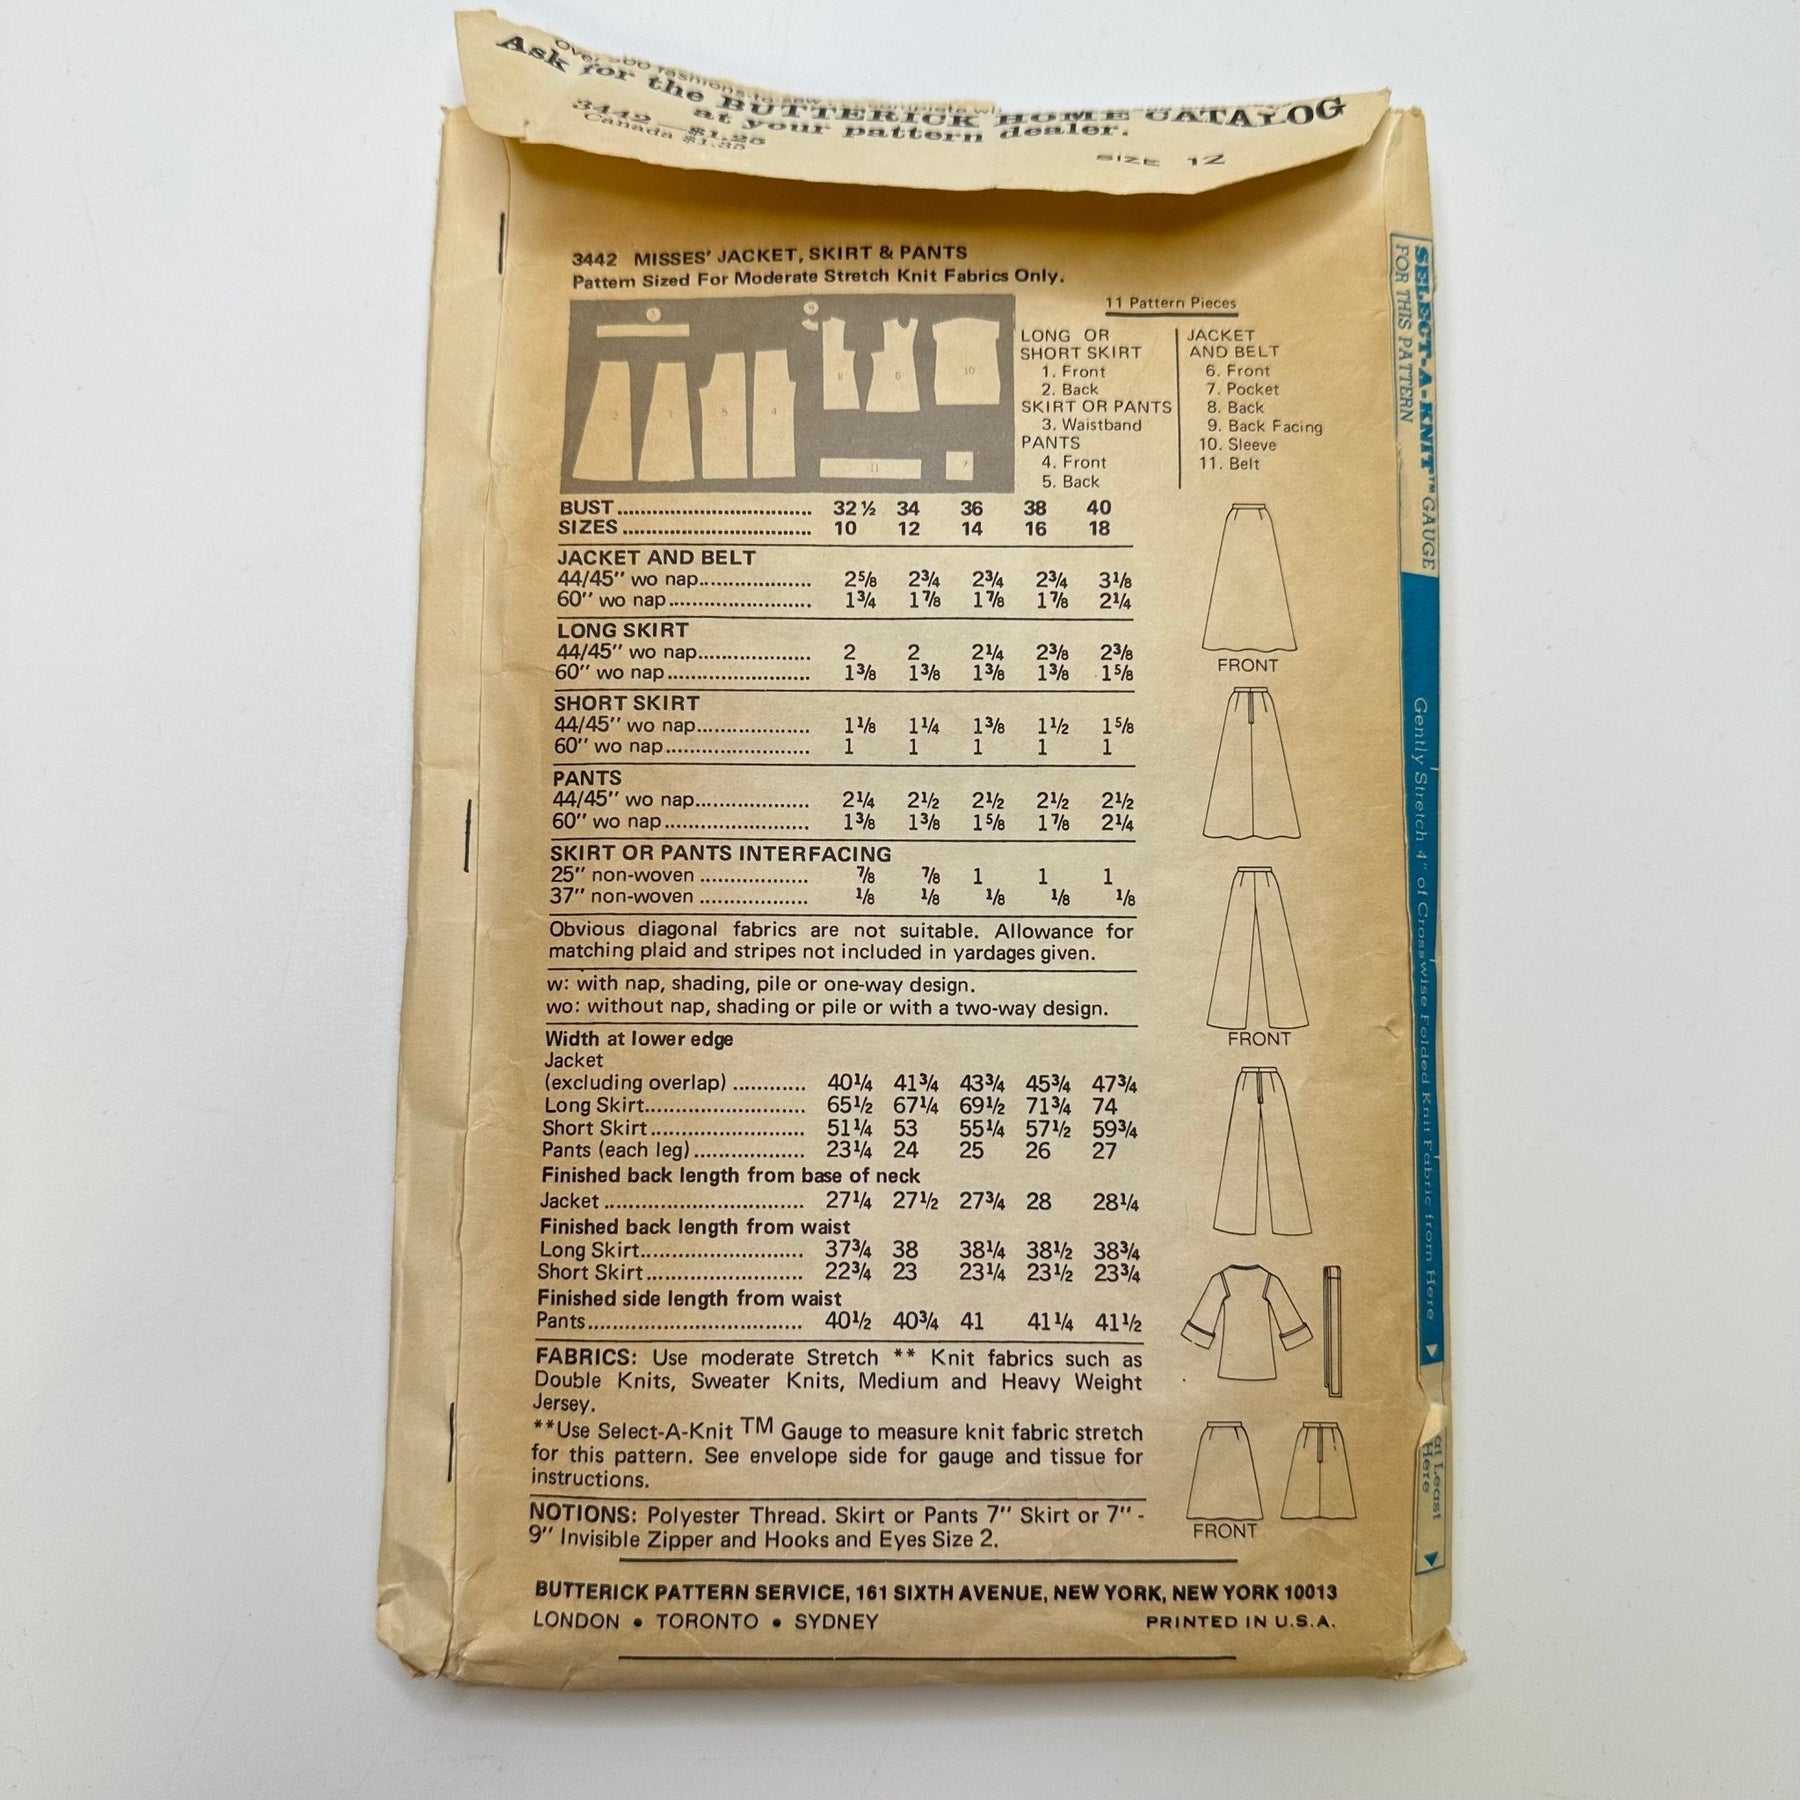 Ask for the BUTTERICK HOME CATALOG
at your pattern dealer.
3442 — $1.25
Canada $1.35
SIZE 12
3442 MISSES' JACKET, SKIRT & PANTS
Pattern Sized For Moderate Stretch Knit Fabrics Only.
11 Pattern Pieces
LONG OR
SHORT SKIRT
1. Front
2. Back
SKIRT OR PANTS
3. Waistband
PANTS
4. Front
5. Back
JACKET
AND BELT
6. Front
7. Pocket
8. Back
9. Back Facing
10. Sleeve
11. Belt
BUST 32 ½ 34 36 38 40
SIZES 10 12 14 16 18
JACKET AND BELT
44/45" wo nap 2⅝ 2¾ 2¾ 2¾ 3⅛
60" wo nap 1¾ 1⅞ 1⅞ 1⅞ 2¼
LONG SKIRT
44/45" wo nap 2 2 2¼ 2⅜ 2⅜
60" wo nap 1⅜ 1⅜ 1⅜ 1⅜ 1⅝
SHORT SKIRT
44/45" wo nap 1⅛ 1¼ 1⅜ 1½ 1⅝
60" wo nap 1 1 1 1 1
PANTS
44/45" wo nap 2¼ 2½ 2½ 2½ 2½
60" wo nap 1⅜ 1⅜ 1⅝ 1⅞ 2¼
SKIRT OR PANTS INTERFACING
25" non-woven ⅞ ⅞ 1 1 1
37" non-woven ⅛ ⅛ ⅛ ⅛ ⅛
Obvious diagonal fabrics are not suitable. Allowance for
matching plaid and stripes not included in yardages given.
w: with nap, shading, pile or one-way design.
wo: without nap, shading or pile or with a two-way design.
Width at lower edge
Jacket
(excluding overlap) 40¼ 41¾ 43¾ 45¾ 47¾
Long Skirt 65½ 67¼ 69½ 71¾ 74
Short Skirt 51¼ 53 55¼ 57½ 59¾
Pants (each leg) 23¼ 24 25 26 27
Finished back length from base of neck
Jacket 27¼ 27½ 27¾ 28 28¼
Finished back length from waist
Long Skirt 37¾ 38 38¼ 38½ 38¾
Short Skirt 22¾ 23 23¼ 23½ 23¾
Finished side length from waist
Pants 40½ 40¾ 41 41¼ 41½
FABRICS: Use moderate Stretch ** Knit fabrics such as
Double Knits, Sweater Knits, Medium and Heavy Weight
Jersey.
**Use Select-A-Knit TM Gauge to measure knit fabric stretch
for this pattern. See envelope side for gauge and tissue for
instructions.
NOTIONS: Polyester Thread. Skirt or Pants 7" Skirt or 7" -
9" Invisible Zipper and Hooks and Eyes Size 2.
FRONT
FRONT
FRONT
BUTTERICK PATTERN SERVICE, 161 SIXTH AVENUE, NEW YORK, NEW YORK 10013
LONDON • TORONTO • SYDNEY
PRINTED IN U.S.A.
SELECT-A-KNIT™ GAUGE
FOR THIS PATTERN
Gently Stretch 4" of Crosswise Folded Knit Fabric from Here
at Least
Here